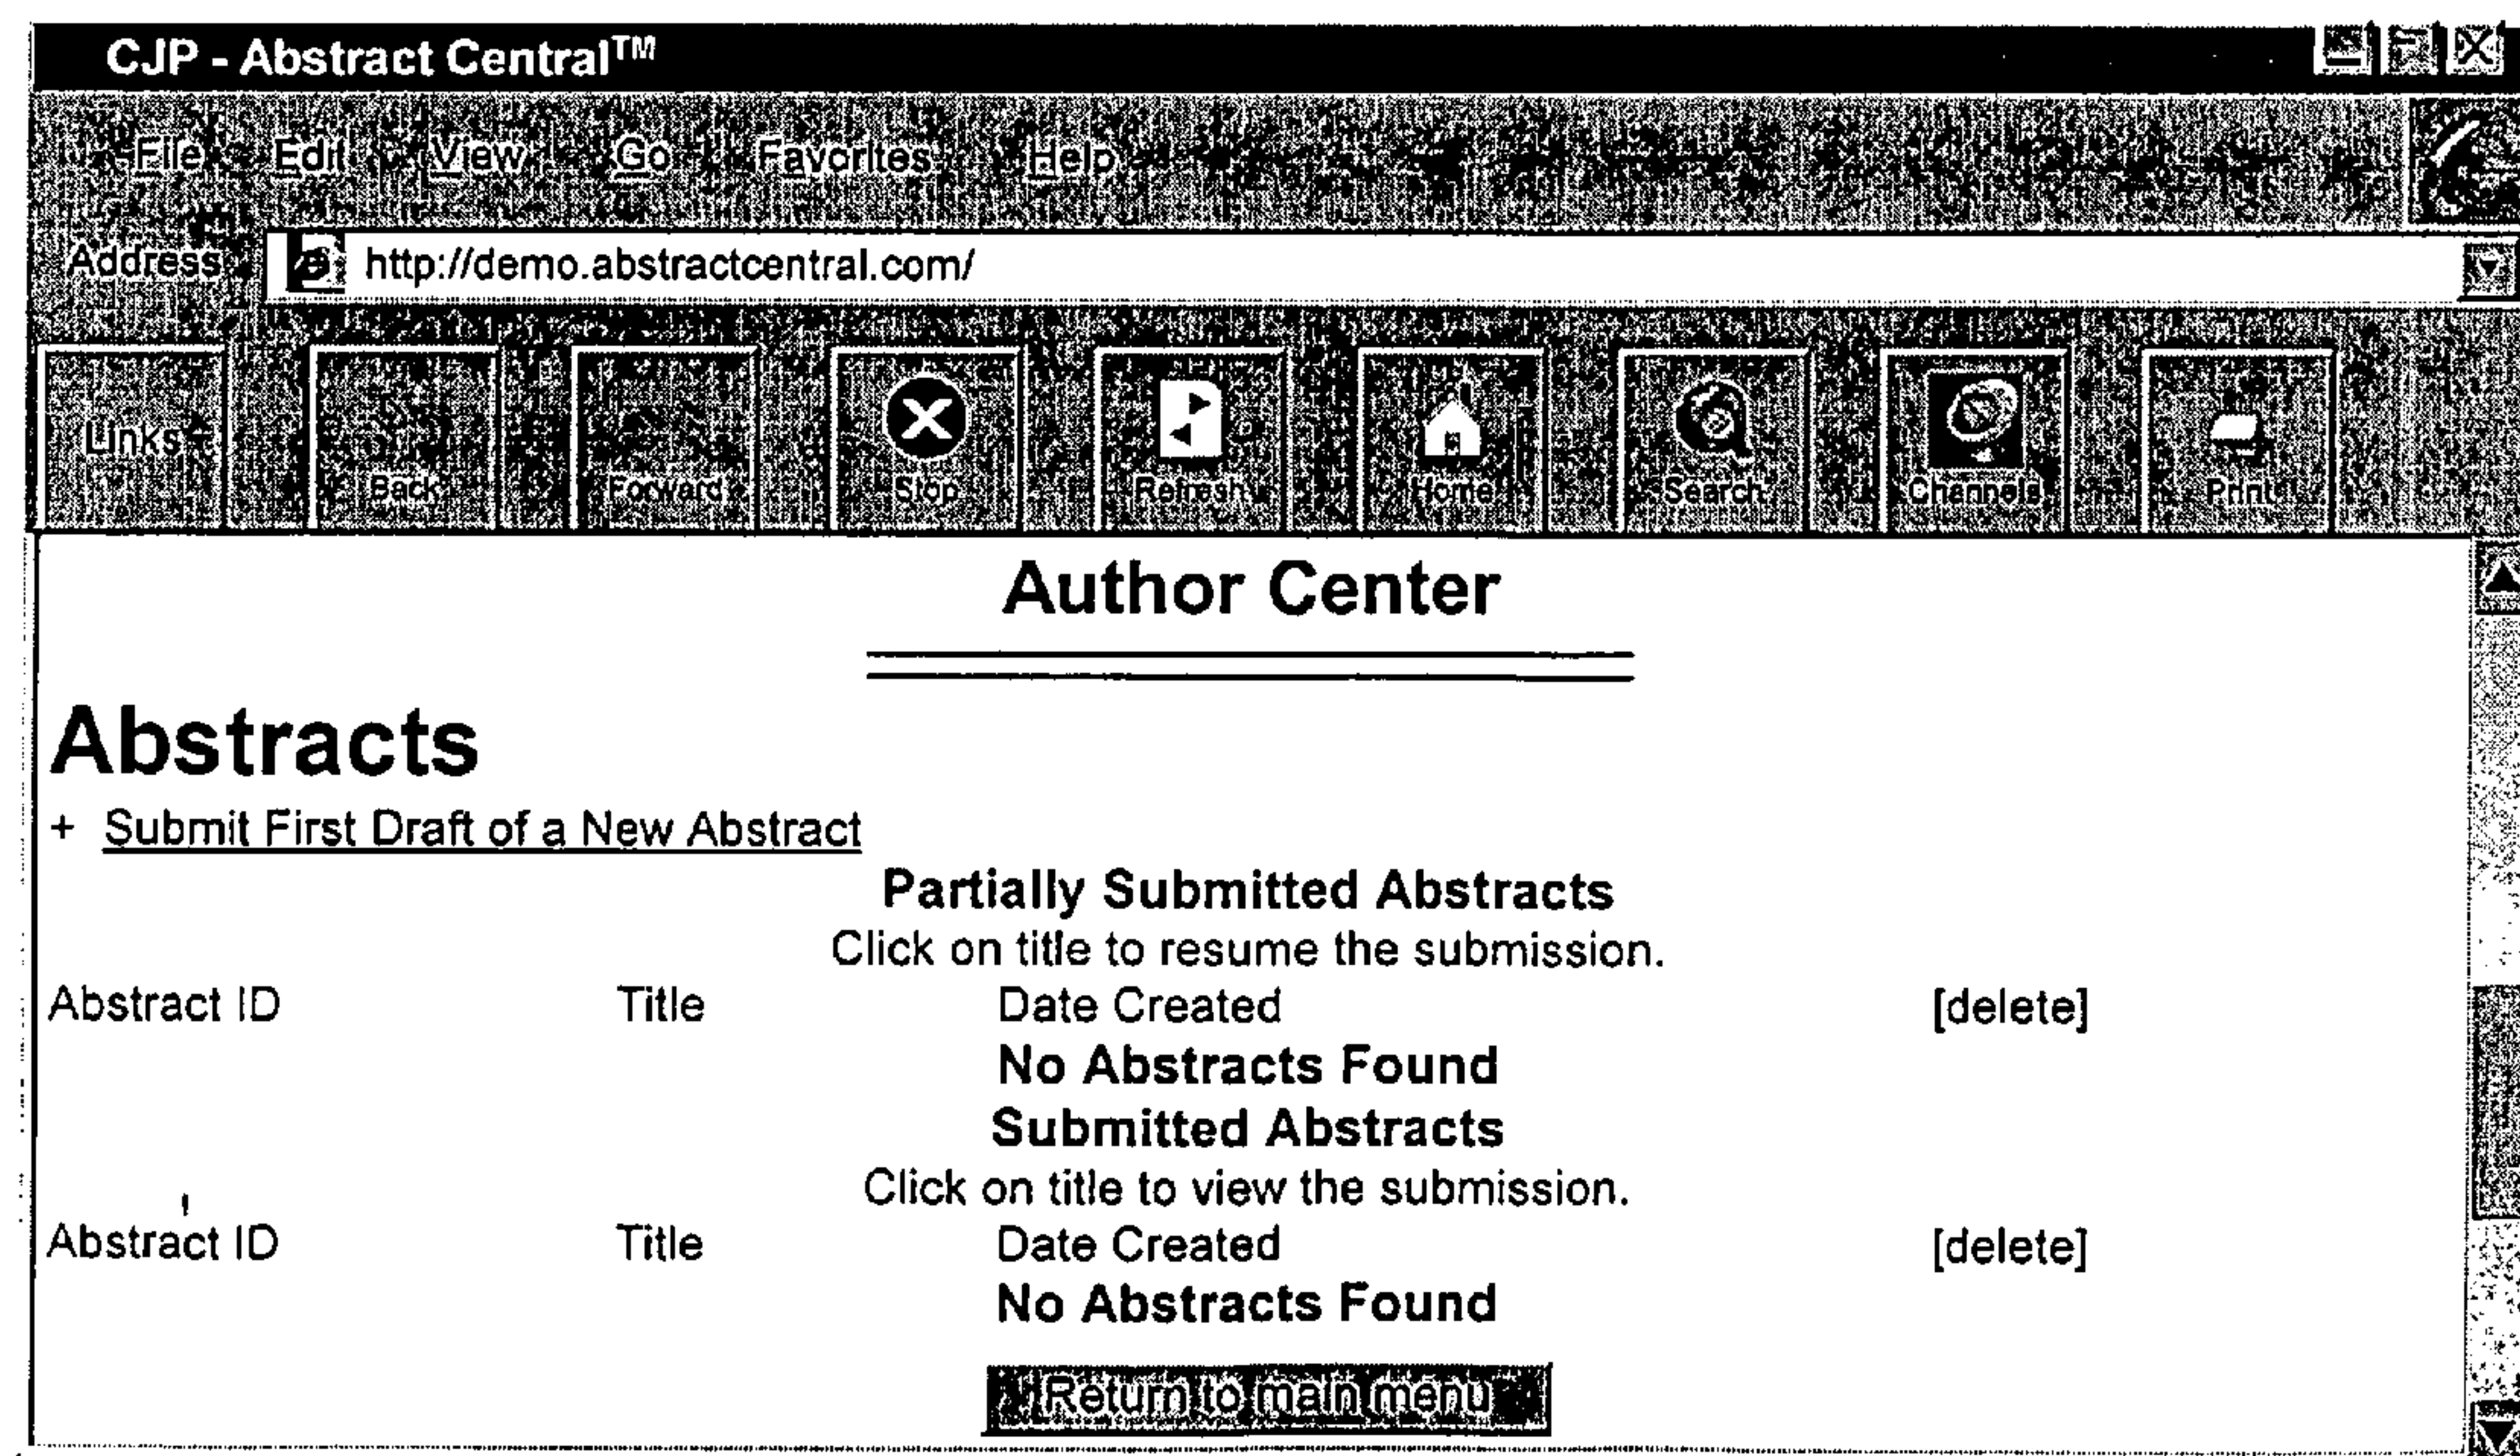 CJP - Abstract Central™
File Edit View Go Favorites Help
Address http://demo.abstractcentral.com/
Links Back Forward Stop Refresh Home Search Channels Print
Author Center
Abstracts
+ Submit First Draft of a New Abstract
Partially Submitted Abstracts
Click on title to resume the submission.
Abstract ID Title Date Created [delete]
No Abstracts Found
Submitted Abstracts
Click on title to view the submission.
Abstract ID Title Date Created [delete]
No Abstracts Found
Return to main menu